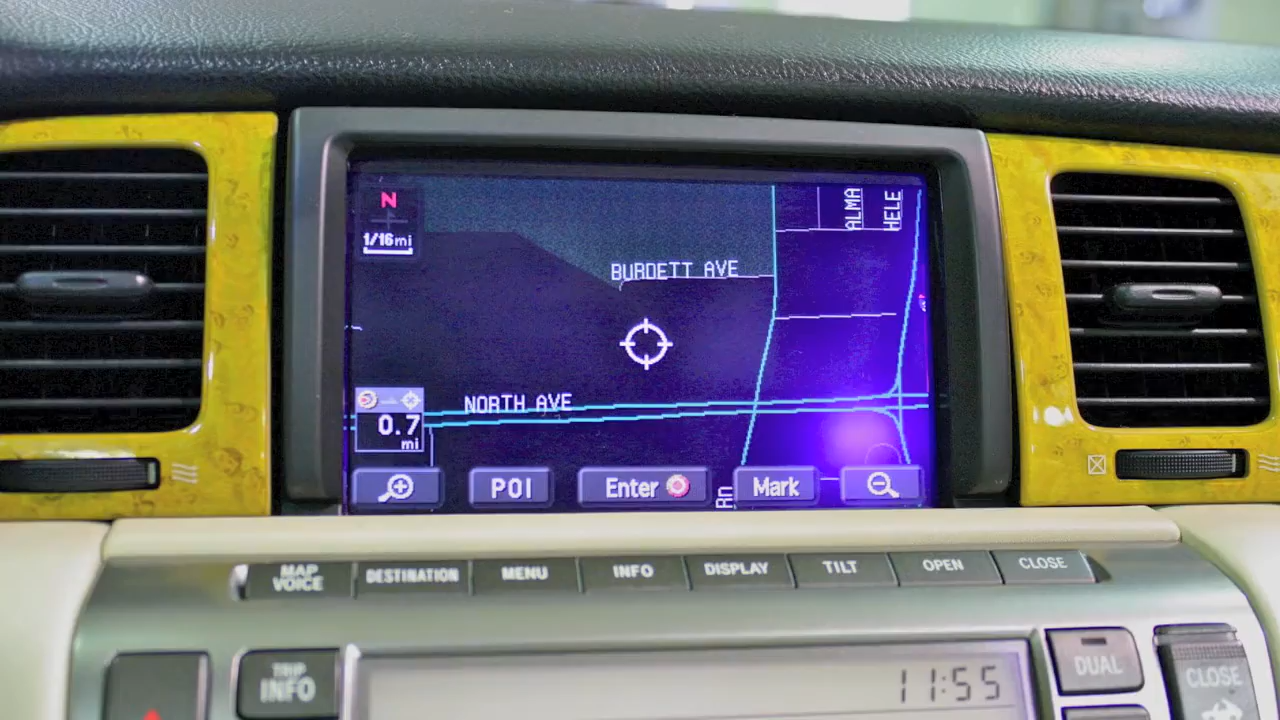 N
1/16mi
ALMA
HELE
BURDETT AVE
NORTH AVE
0.7
mi
POI
Enter
Mark
MAP VOICE
DESTINATION
MENU
INFO
DISPLAY
TILT
OPEN
CLOSE
TRIP
INFO
11:55
DUAL
CLOSE